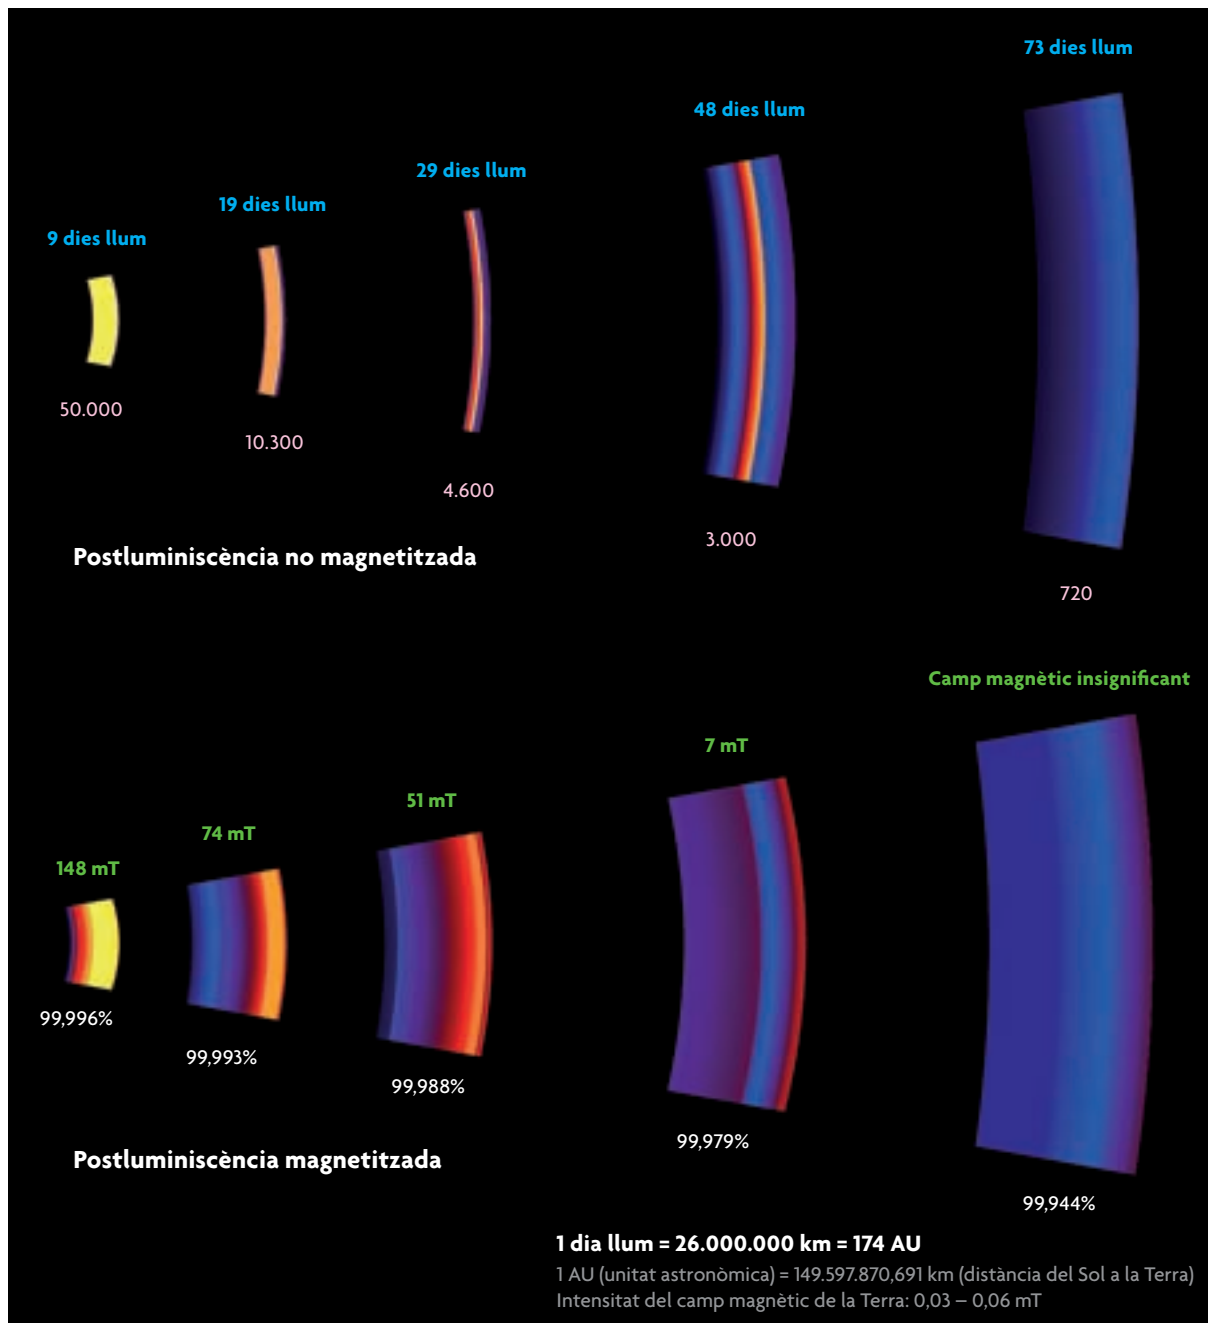 73 dies llum
48 dies llum
29 dies llum
19 dies llum
9 dies llum
50.000
10.300
4.600
3.000
720
Postluminiscència no magnetitzada
Camp magnètic insignificant
7 mT
51 mT
74 mT
148 mT
99,996%
99,993%
99,988%
99,979%
99,944%
Postluminiscència magnetitzada
1 dia llum = 26.000.000 km = 174 AU
1 AU (unitat astronòmica) = 149.597.870,691 km (distància del Sol a la Terra)
Intensitat del camp magnètic de la Terra: 0,03 – 0,06 mT